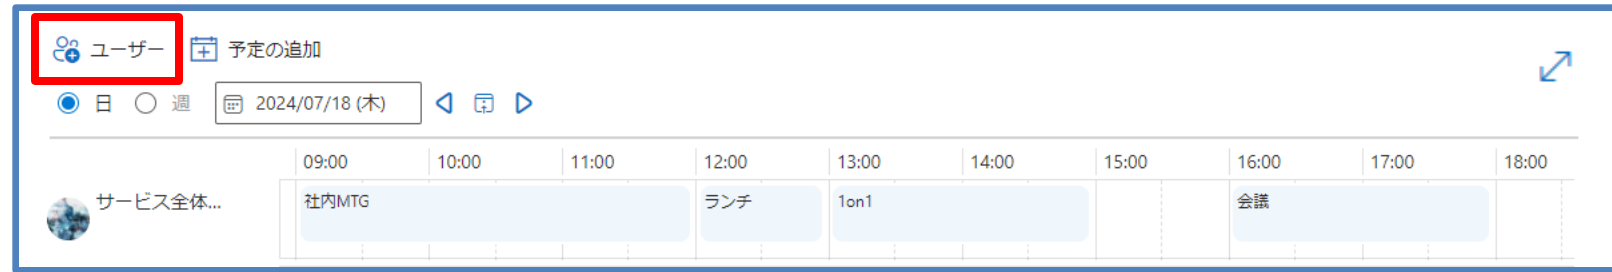 ユーザー 予定の追加
日 週 2024/07/18 (木)
09:00 10:00 11:00 12:00 13:00 14:00 15:00 16:00 17:00 18:00
サービス全体... 社内MTG ランチ 1on1 会議